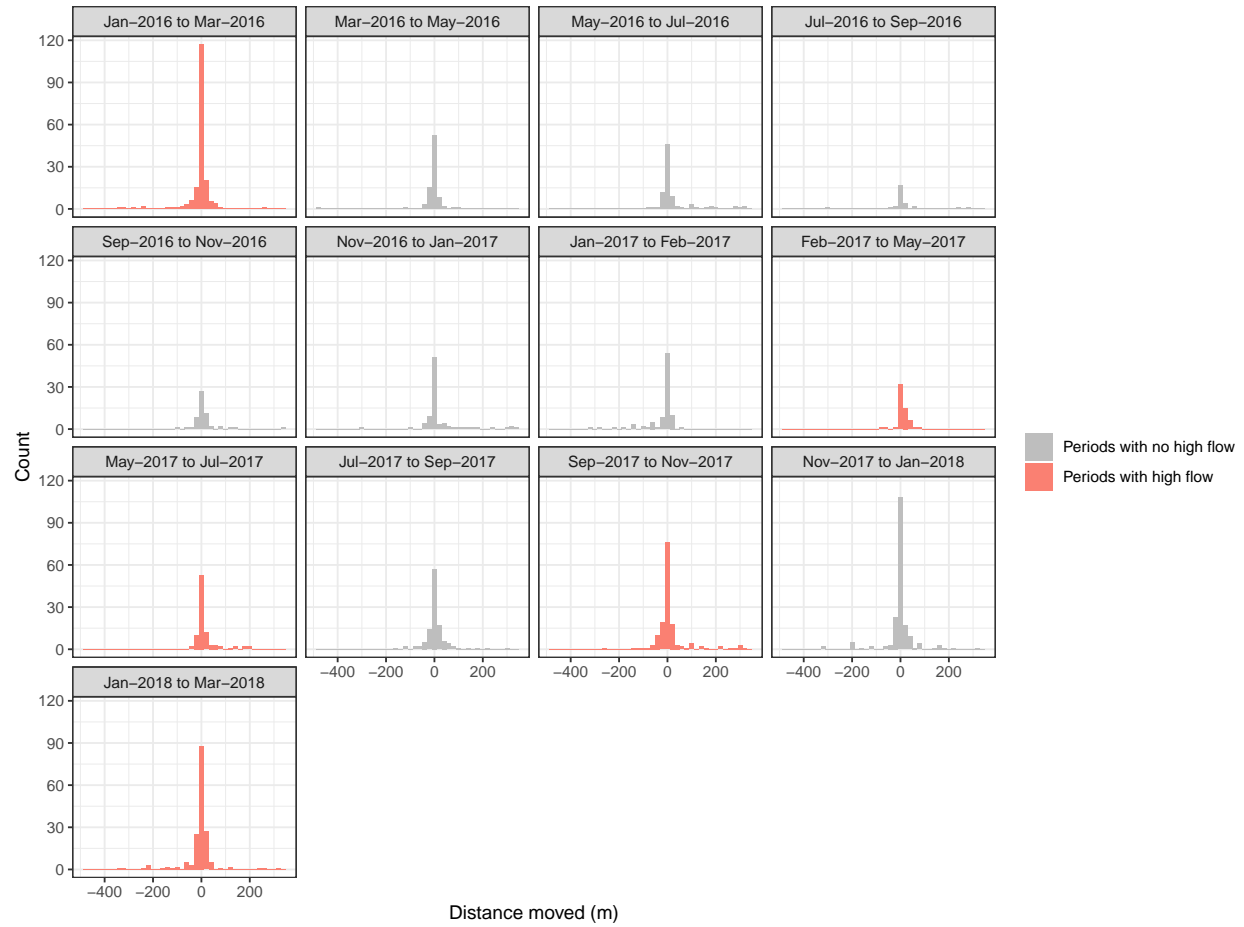 Jan−2016 to Mar−2016
Mar−2016 to May−2016
May−2016 to Jul−2016
Jul−2016 to Sep−2016
120
90
60
30
0
Sep−2016 to Nov−2016
Nov−2016 to Jan−2017
Jan−2017 to Feb−2017
Feb−2017 to May−2017
120
90
60
30
0
Count
May−2017 to Jul−2017
Jul−2017 to Sep−2017
Sep−2017 to Nov−2017
Nov−2017 to Jan−2018
120
90
60
30
0
−400 −200 0 200
−400 −200 0 200
−400 −200 0 200
Jan−2018 to Mar−2018
120
90
60
30
0
−400 −200 0 200
Distance moved (m)
Periods with no high flow
Periods with high flow